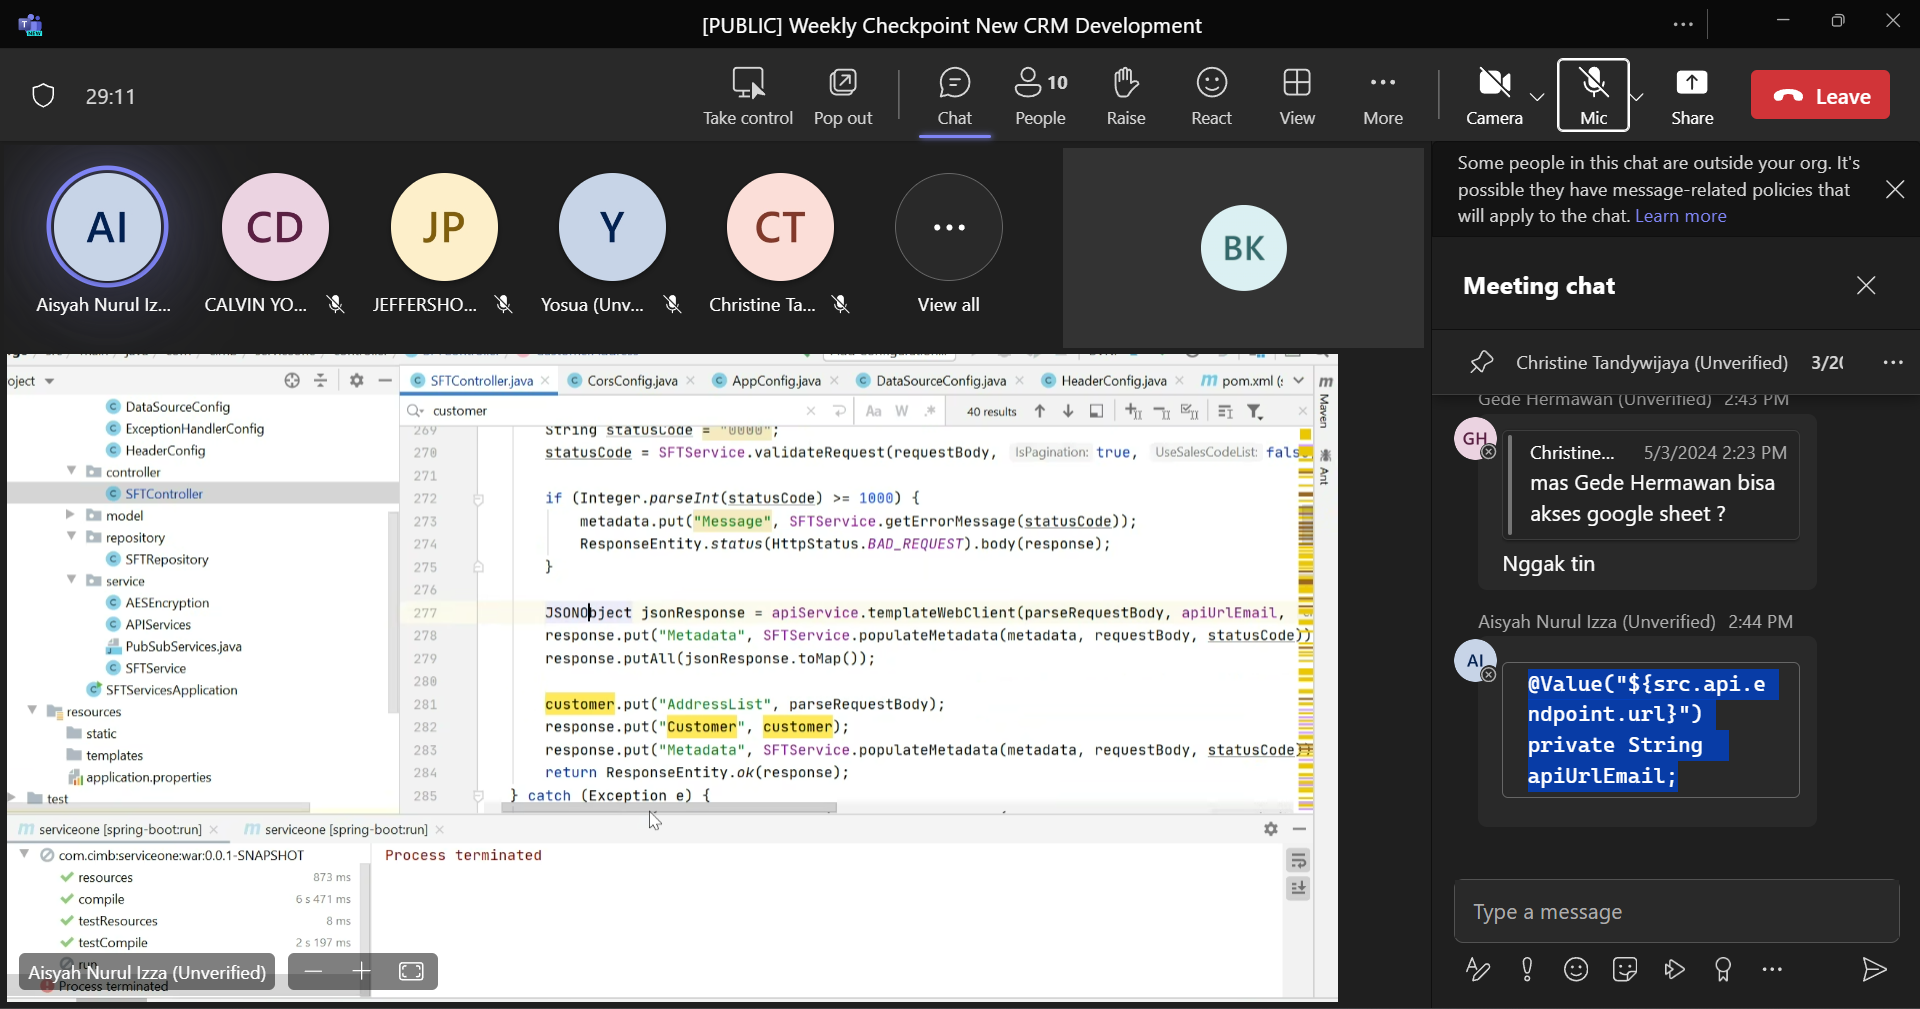 [PUBLIC] Weekly Checkpoint New CRM Development
29:11
Take control
Pop out
Chat
10
People
Raise
React
View
More
Camera
Mic
Share
Leave
AI
CD
JP
Y
CT
BK
Aisyah Nurul Iz...
CALVIN YO...
JEFFERSHO...
Yosua (Unv...
Christine Ta...
View all
Some people in this chat are outside your org. It's
possible they have message-related policies that
will apply to the chat. Learn more
Meeting chat
Christine Tandywijaya (Unverified) 3/20
Gede Hermawan (Unverified) 2:43 PM
GH
Christine... 5/3/2024 2:23 PM
mas Gede Hermawan bisa
akses google sheet ?
Nggak tin
Aisyah Nurul Izza (Unverified) 2:44 PM
AI
@Value("${src.api.e
ndpoint.url}")
private String
apiUrlEmail;
Type a message
oject
DataSourceConfig
ExceptionHandlerConfig
HeaderConfig
controller
SFTController
model
repository
SFTRepository
service
AESEncryption
APIServices
PubSubServices.java
SFTService
SFTServicesApplication
resources
static
templates
application.properties
test
SFTController.java
CorsConfig.java
AppConfig.java
DataSourceConfig.java
HeaderConfig.java
pom.xml (
Maven
Ant
customer
Aa W .*
40 results
269 String statusCode = "0000";
270 statusCode = SFTService.validateRequest(requestBody, IsPagination: true, UseSalesCodeList: fals
271
272 if (Integer.parseInt(statusCode) >= 1000) {
273 metadata.put("Message", SFTService.getErrorMessage(statusCode));
274 ResponseEntity.status(HttpStatus.BAD_REQUEST).body(response);
275 }
276
277 JSONObject jsonResponse = apiService.templateWebClient(parseRequestBody, apiUrlEmail,
278 response.put("Metadata", SFTService.populateMetadata(metadata, requestBody, statusCode))
279 response.putAll(jsonResponse.toMap());
280
281 customer.put("AddressList", parseRequestBody);
282 response.put("Customer", customer);
283 response.put("Metadata", SFTService.populateMetadata(metadata, requestBody, statusCode))
284 return ResponseEntity.ok(response);
285 } catch (Exception e) {
serviceone [spring-boot:run]
serviceone [spring-boot:run]
com.cimb:serviceone:war:0.0.1-SNAPSHOT
resources 873 ms
compile 6 s 471 ms
testResources 8 ms
testCompile 2 s 197 ms
run
Process terminated
Process terminated
Aisyah Nurul Izza (Unverified)